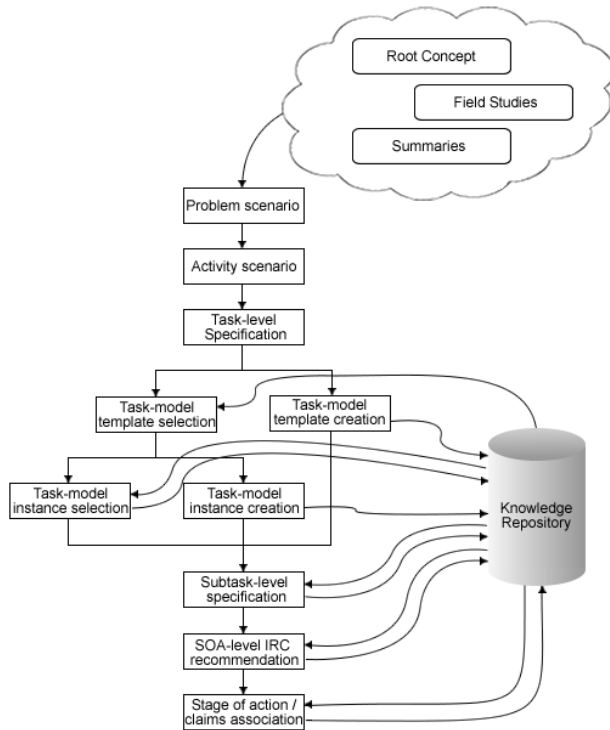 Root Concept
Field Studies
Summaries
Problem scenario
Activity scenario
Task-level
Specification
Task-model
template selection
Task-model
template creation
Task-model
instance selection
Task-model
instance creation
Knowledge
Repository
Subtask-level
specification
SOA-level IRC
recommendation
Stage of action /
claims association